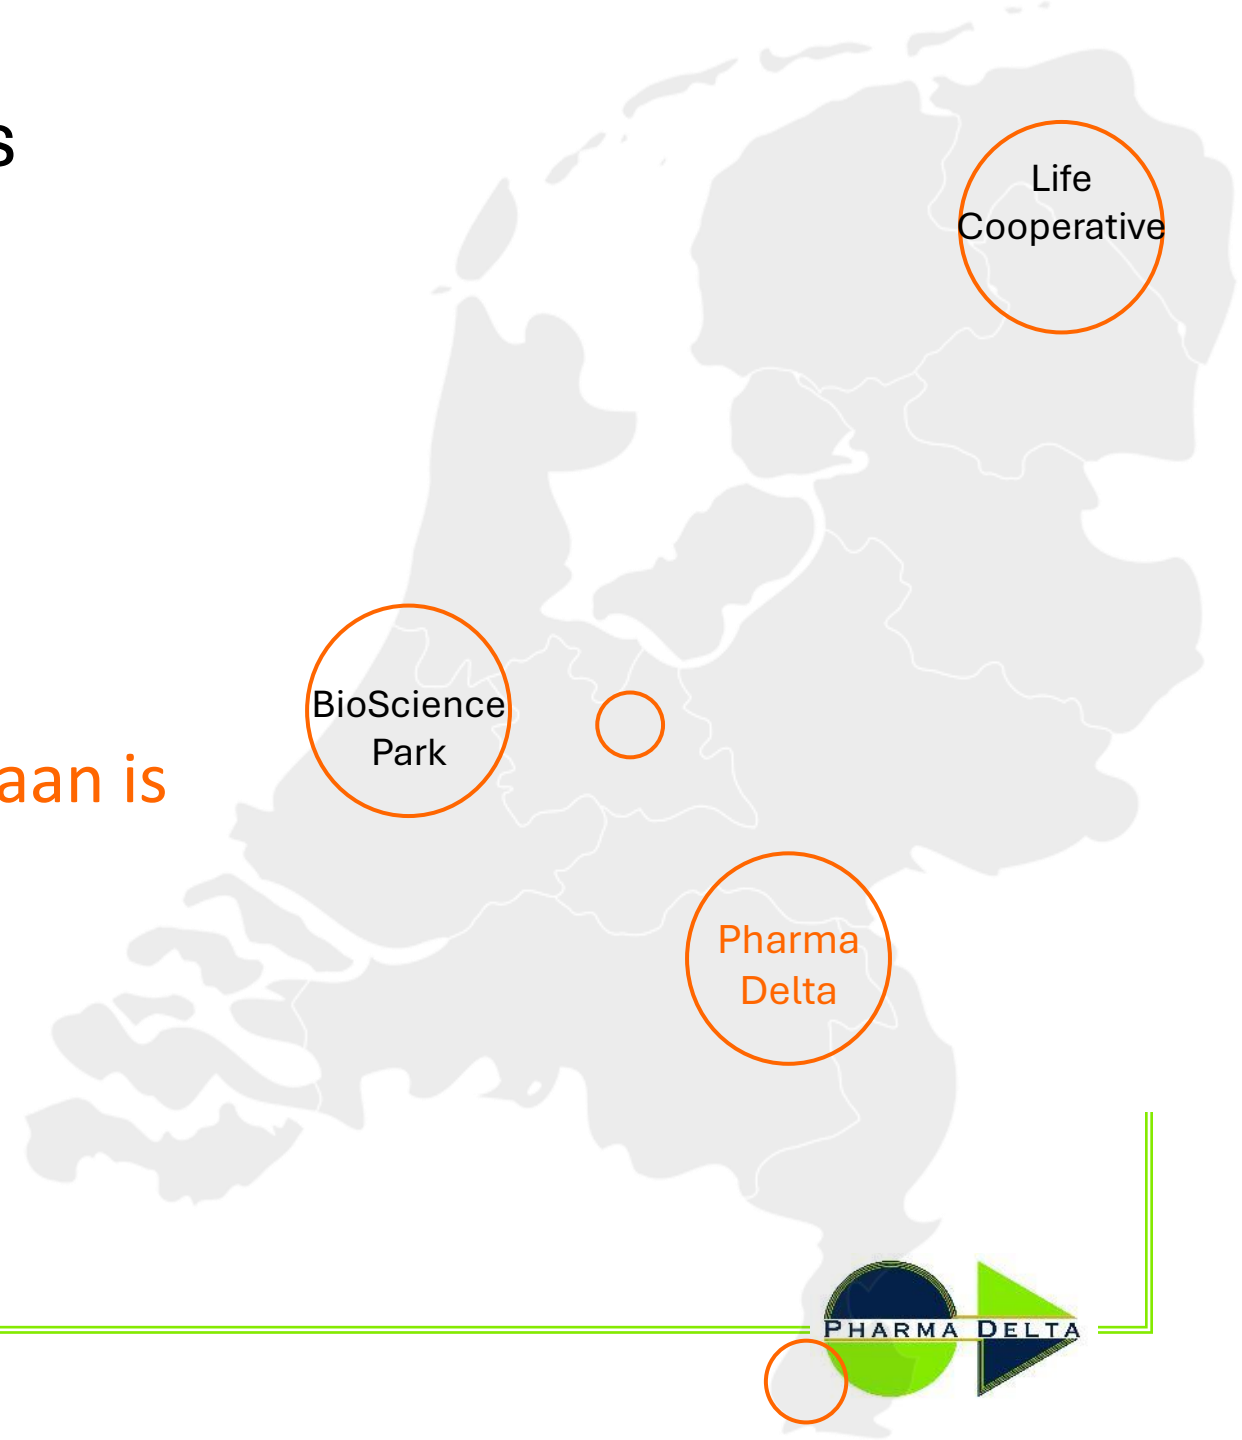 s
Life
Cooperative
BioScience
Park
aan is
Pharma
Delta
PHARMA DELTA